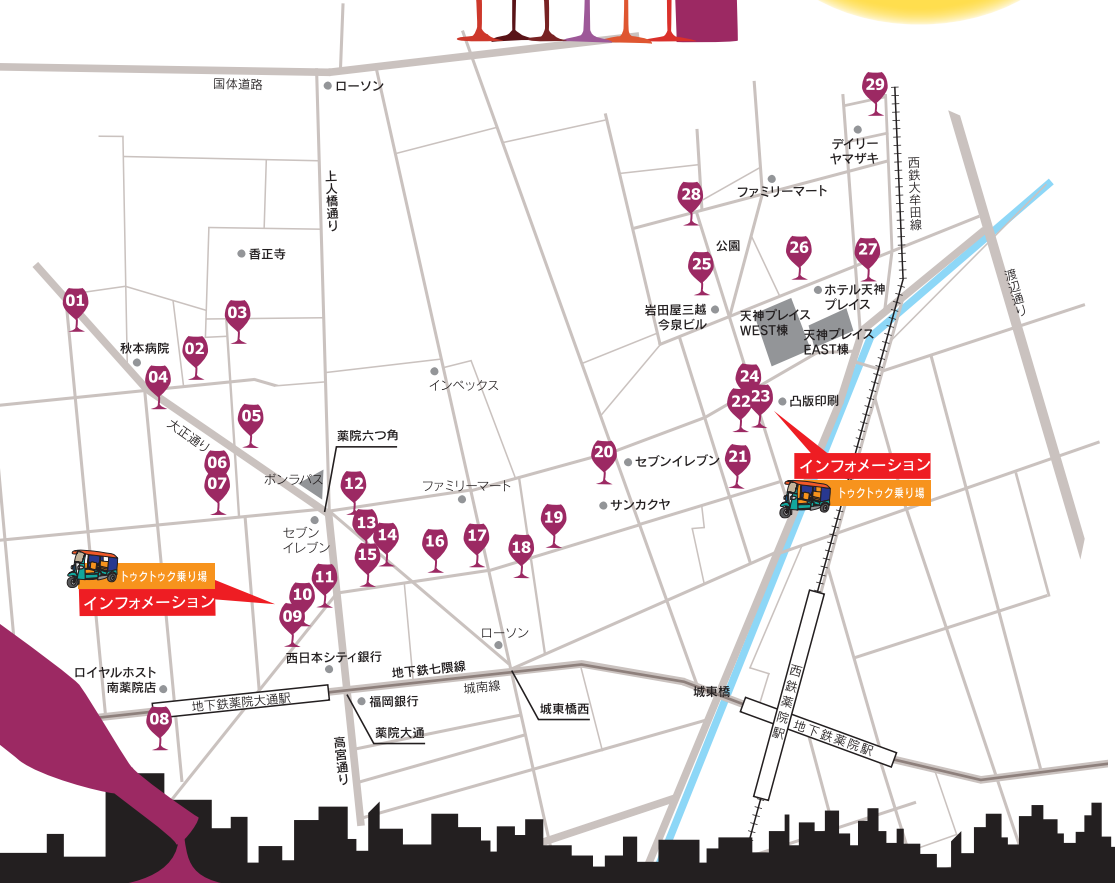 国体道路
ローソン
29
デイリー
ヤマザキ
西鉄大牟田線
上人橋通り
28
ファミリーマート
香正寺
公園
26
27
25
渡辺通り
01
03
ホテル天神
プレイス
岩田屋三越
今泉ビル
天神プレイス
WEST棟
天神プレイス
EAST棟
秋本病院
02
04
インベックス
24
22
23
凸版印刷
05
大正通り
薬院六つ角
06
07
ボンラパス
12
ファミリーマート
20
セブンイレブン
21
インフォメーション
トゥクトゥク乗り場
サンカクヤ
セブン
イレブン
13
14
15
16
17
18
19
トゥクトゥク乗り場
インフォメーション
11
10
09
ローソン
西日本シティ銀行
ロイヤルホスト
南薬院店
地下鉄七隈線
城南線
地下鉄薬院大通駅
福岡銀行
城東橋西
薬院大通
城東橋
西鉄薬院駅
地下鉄薬院駅
08
高宮通り